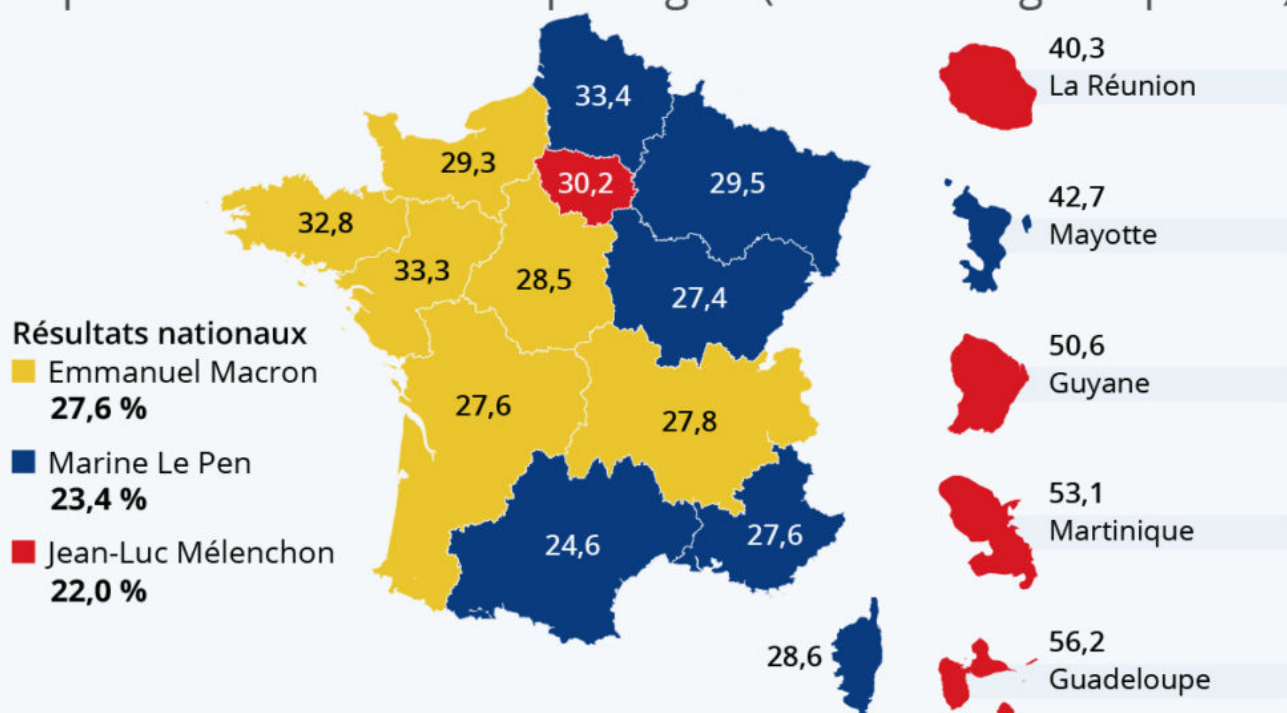 33,4
29,3
30,2
29,5
32,8
33,3
28,5
27,4
Résultats nationaux
Emmanuel Macron
27,6 %
Marine Le Pen
23,4 %
Jean-Luc Mélenchon
22,0 %
27,6
27,8
24,6
27,6
28,6
40,3
La Réunion
42,7
Mayotte
50,6
Guyane
53,1
Martinique
56,2
Guadeloupe